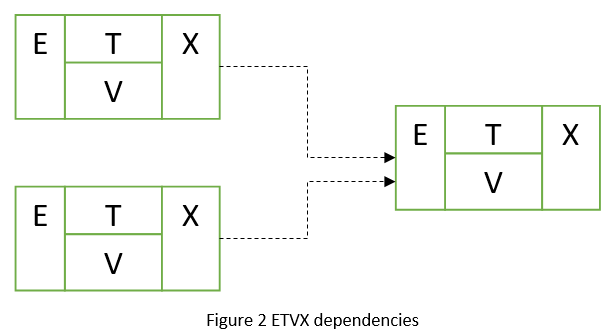 E T X
V
E T X
V
E T X
V
Figure 2 ETVX dependencies